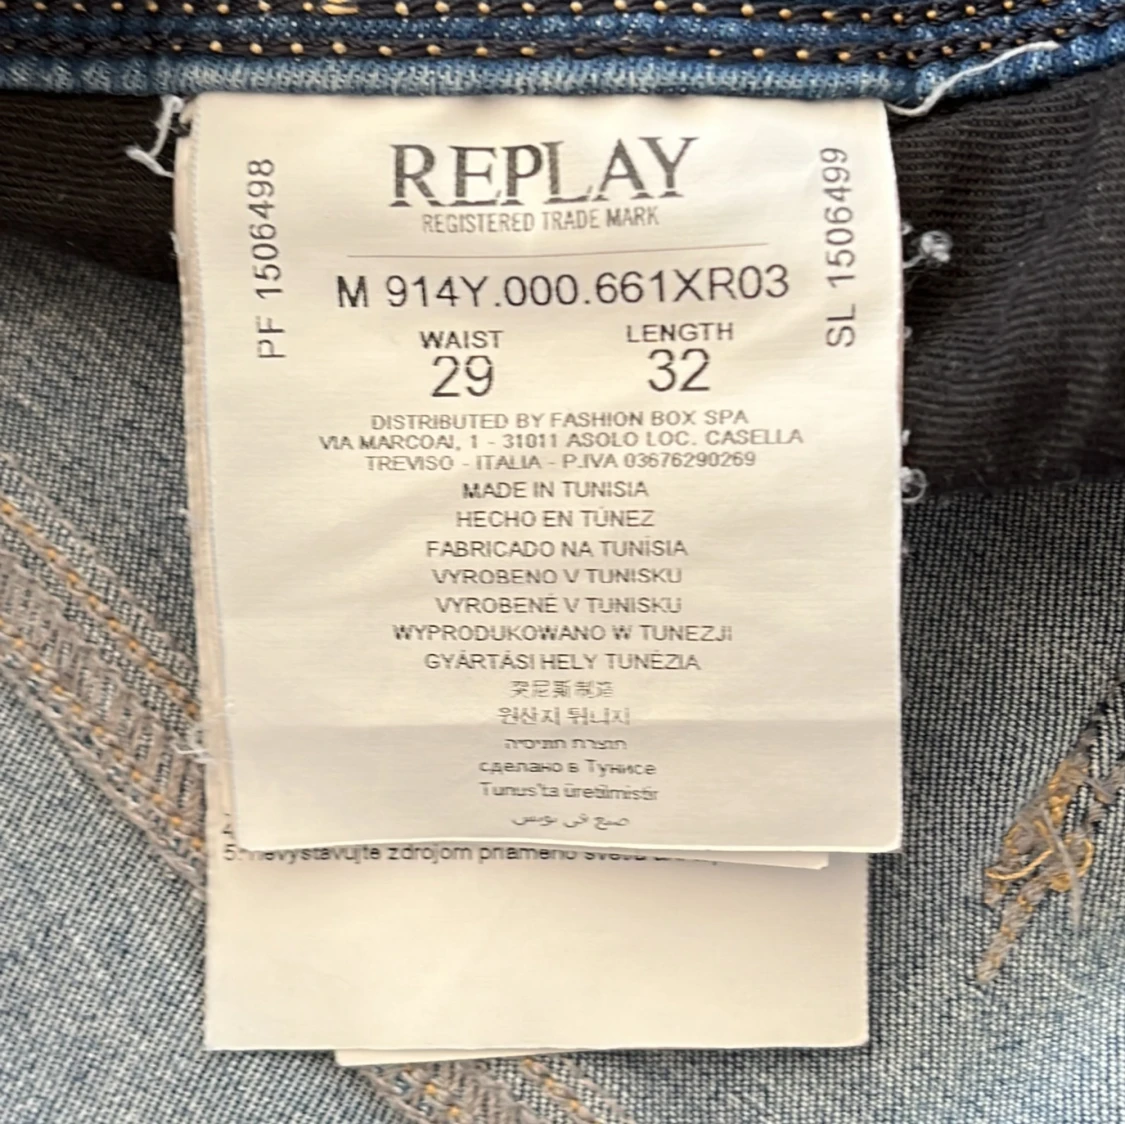 REPLAY
REGISTERED TRADE MARK
PF 1506498
SL 1506499
M 914Y.000.661XR03
WAIST LENGTH
29 32
DISTRIBUTED BY FASHION BOX SPA
VIA MARCOAI, 1 - 31011 ASOLO LOC. CASELLA
TREVISO - ITALIA - P.IVA 03676290269
MADE IN TUNISIA
HECHO EN TÚNEZ
FABRICADO NA TUNÍSIA
VYROBENO V TUNISKU
VYROBENÉ V TUNISKU
WYPRODUKOWANO W TUNEZJI
GYÁRTÁSI HELY TUNÉZIA
突尼斯制造
원산지 튀니지
תוצרת תוניסיה
сделано в Тунисе
Tunus'ta üretilmiştir
صنع في تونس
5. nevystavujte zdrojom priameho